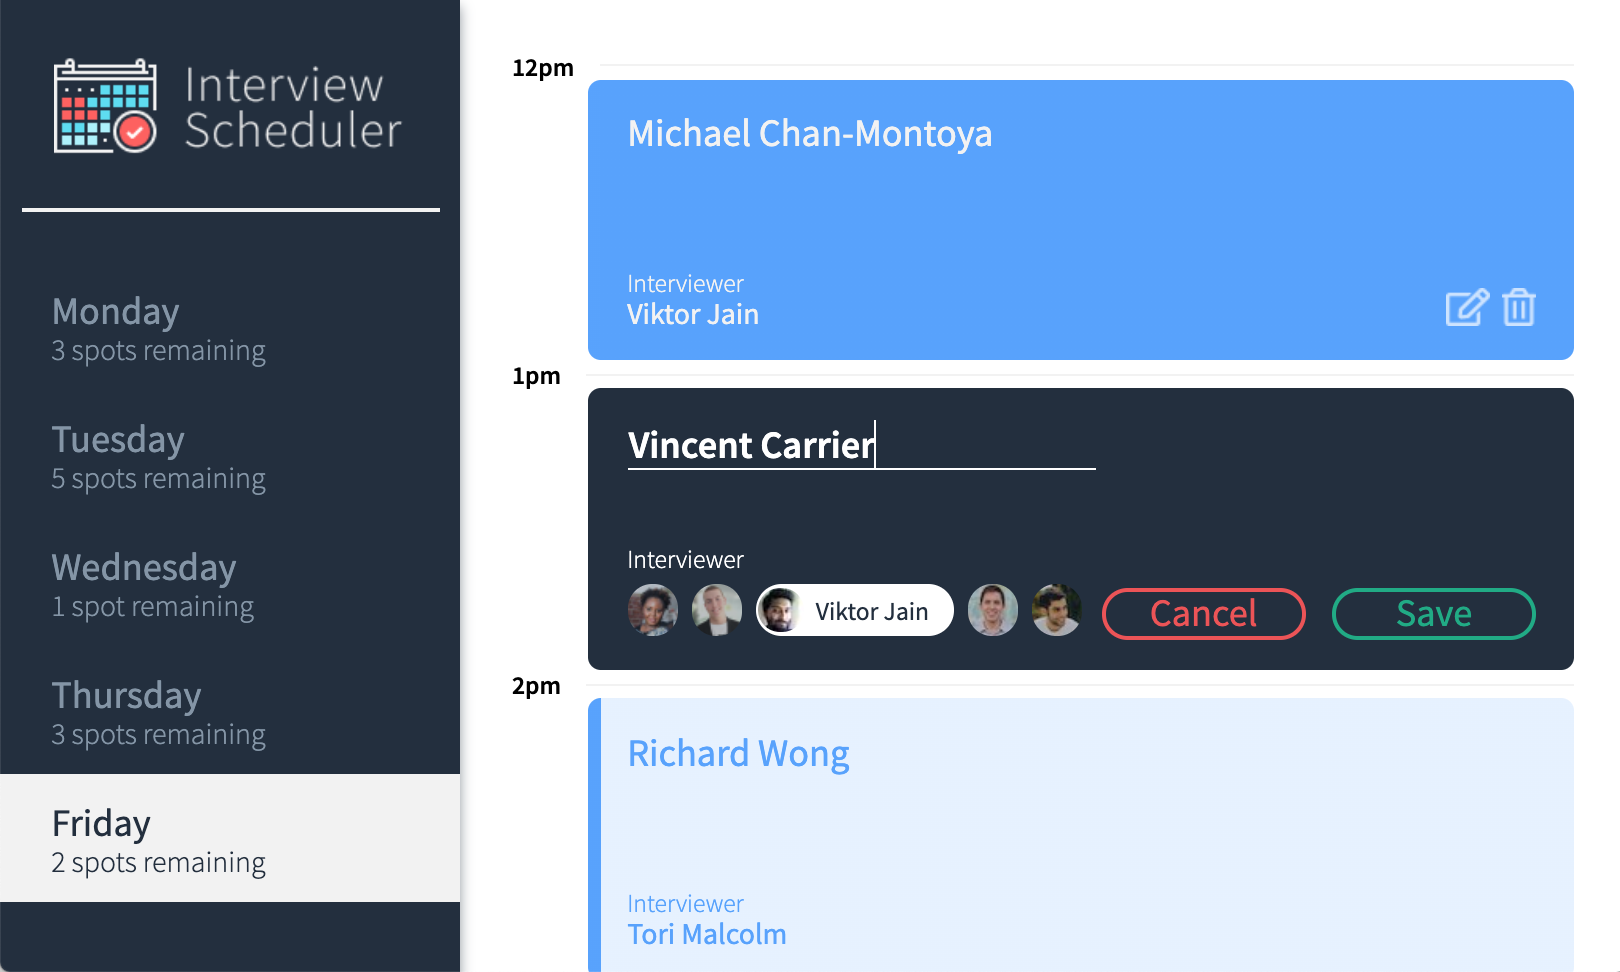 Interview
Scheduler
Monday
3 spots remaining
Tuesday
5 spots remaining
Wednesday
1 spot remaining
Thursday
3 spots remaining
Friday
2 spots remaining
12pm
Michael Chan-Montoya
Interviewer
Viktor Jain
1pm
Vincent Carrier
Interviewer
Viktor Jain
Cancel
Save
2pm
Richard Wong
Interviewer
Tori Malcolm